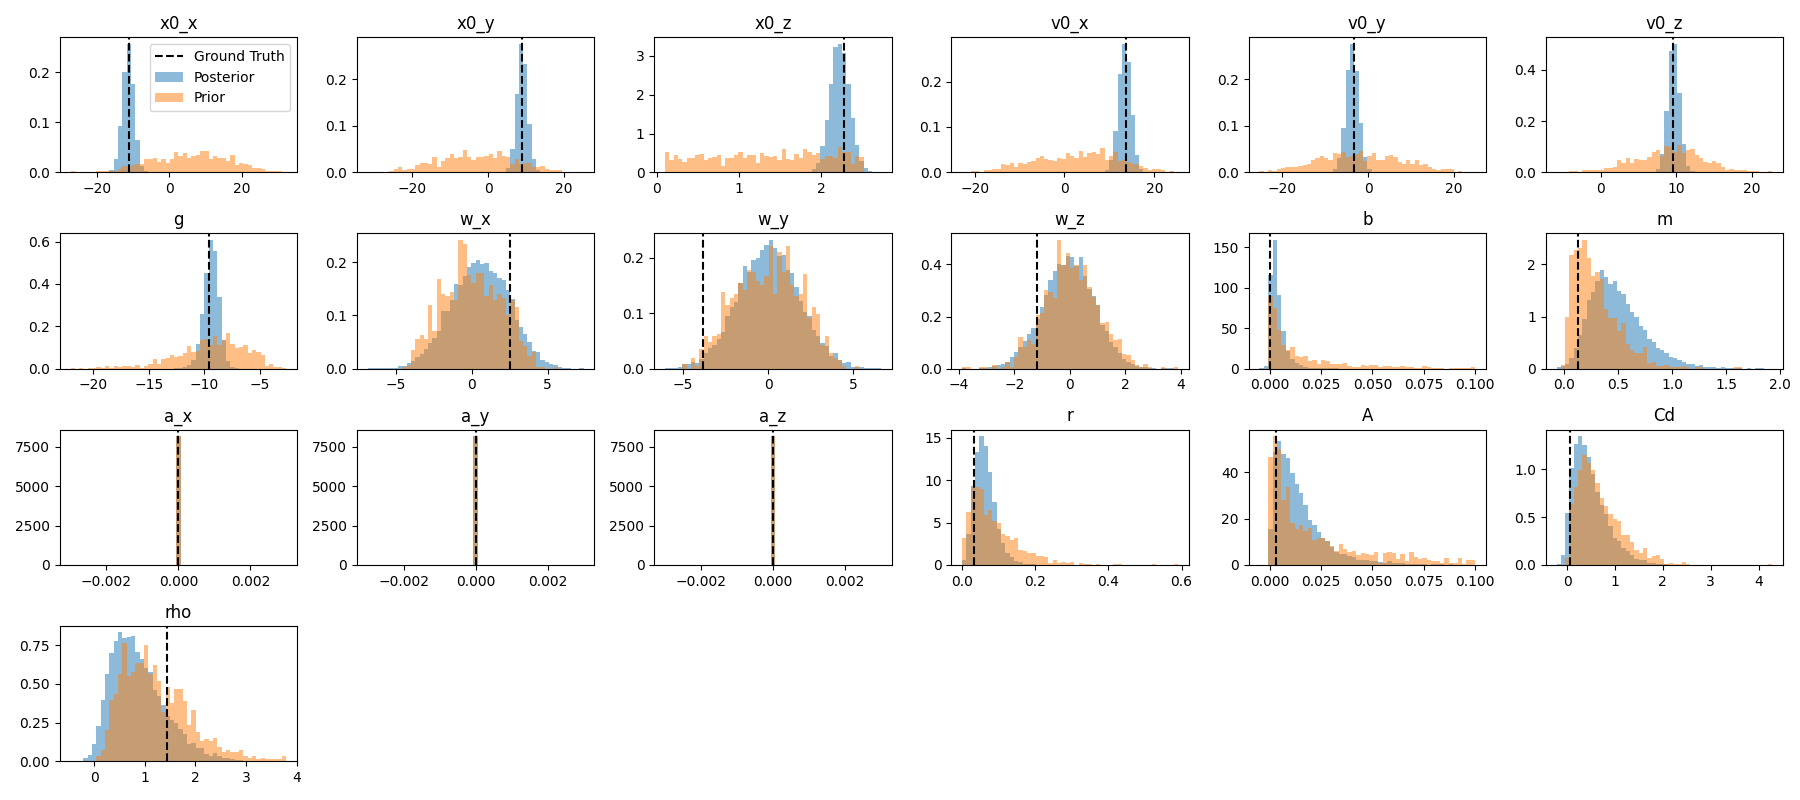 x0_x x0_y x0_z v0_x v0_y v0_z
Ground Truth
Posterior
Prior
0.2
0.1
0.0
−20 0 20
0.2
0.1
0.0
−20 0 20
3
2
1
0
0 1 2
0.2
0.1
0.0
−20 0 20
0.2
0.1
0.0
−20 0 20
0.4
0.2
0.0
0 10 20
g w_x w_y w_z b m
0.6
0.4
0.2
0.0
−20 −15 −10 −5
0.2
0.1
0.0
−5 0 5
0.2
0.1
0.0
−5 0 5
0.4
0.2
0.0
−4 −2 0 2 4
150
100
50
0
0.000 0.025 0.050 0.075 0.100
2
1
0
0.0 0.5 1.0 1.5 2.0
a_x a_y a_z r A Cd
7500
5000
2500
0
−0.002 0.000 0.002
7500
5000
2500
0
−0.002 0.000 0.002
7500
5000
2500
0
−0.002 0.000 0.002
15
10
5
0
0.0 0.2 0.4 0.6
40
20
0
0.000 0.025 0.050 0.075 0.100
1.0
0.5
0.0
0 1 2 3 4
rho
0.75
0.50
0.25
0.00
0 1 2 3 4